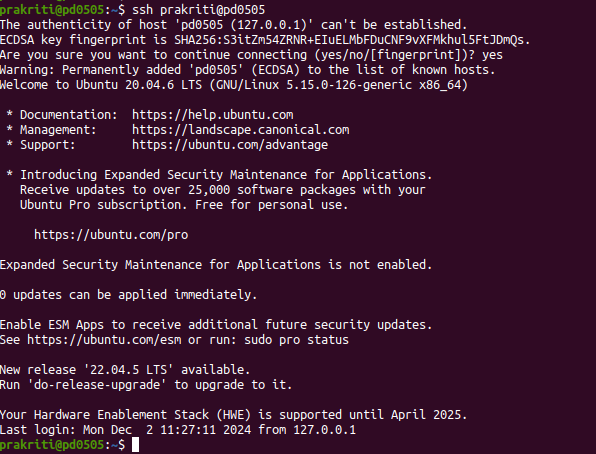 prakriti@pd0505:~$ ssh prakriti@pd0505
The authenticity of host 'pd0505 (127.0.0.1)' can't be established.
ECDSA key fingerprint is SHA256:S3itZm54ZRNR+EIuELMbFDuCNF9vXFMkhul5FtJDmQs.
Are you sure you want to continue connecting (yes/no/[fingerprint])? yes
Warning: Permanently added 'pd0505' (ECDSA) to the list of known hosts.
Welcome to Ubuntu 20.04.6 LTS (GNU/Linux 5.15.0-126-generic x86_64)

 * Documentation:  https://help.ubuntu.com
 * Management:     https://landscape.canonical.com
 * Support:        https://ubuntu.com/advantage

 * Introducing Expanded Security Maintenance for Applications.
   Receive updates to over 25,000 software packages with your
   Ubuntu Pro subscription. Free for personal use.

     https://ubuntu.com/pro

Expanded Security Maintenance for Applications is not enabled.

0 updates can be applied immediately.

Enable ESM Apps to receive additional future security updates.
See https://ubuntu.com/esm or run: sudo pro status

New release '22.04.5 LTS' available.
Run 'do-release-upgrade' to upgrade to it.

Your Hardware Enablement Stack (HWE) is supported until April 2025.
Last login: Mon Dec  2 11:27:11 2024 from 127.0.0.1
prakriti@pd0505:~$